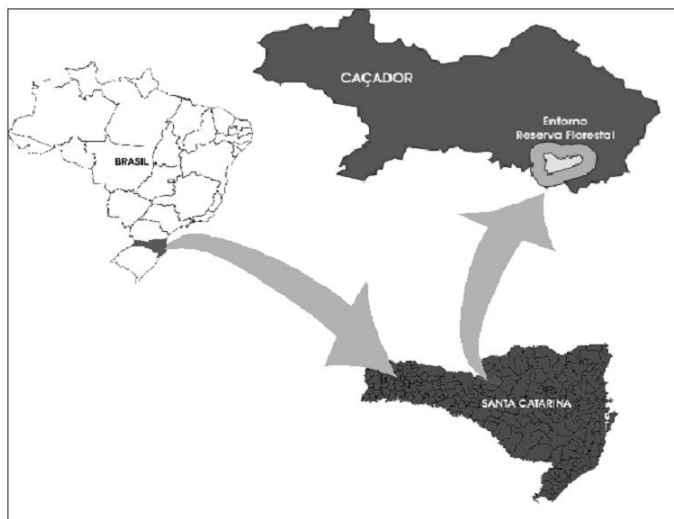 CAÇADOR
Entorno
Reserva Florestal
BRASIL
SANTA CATARINA